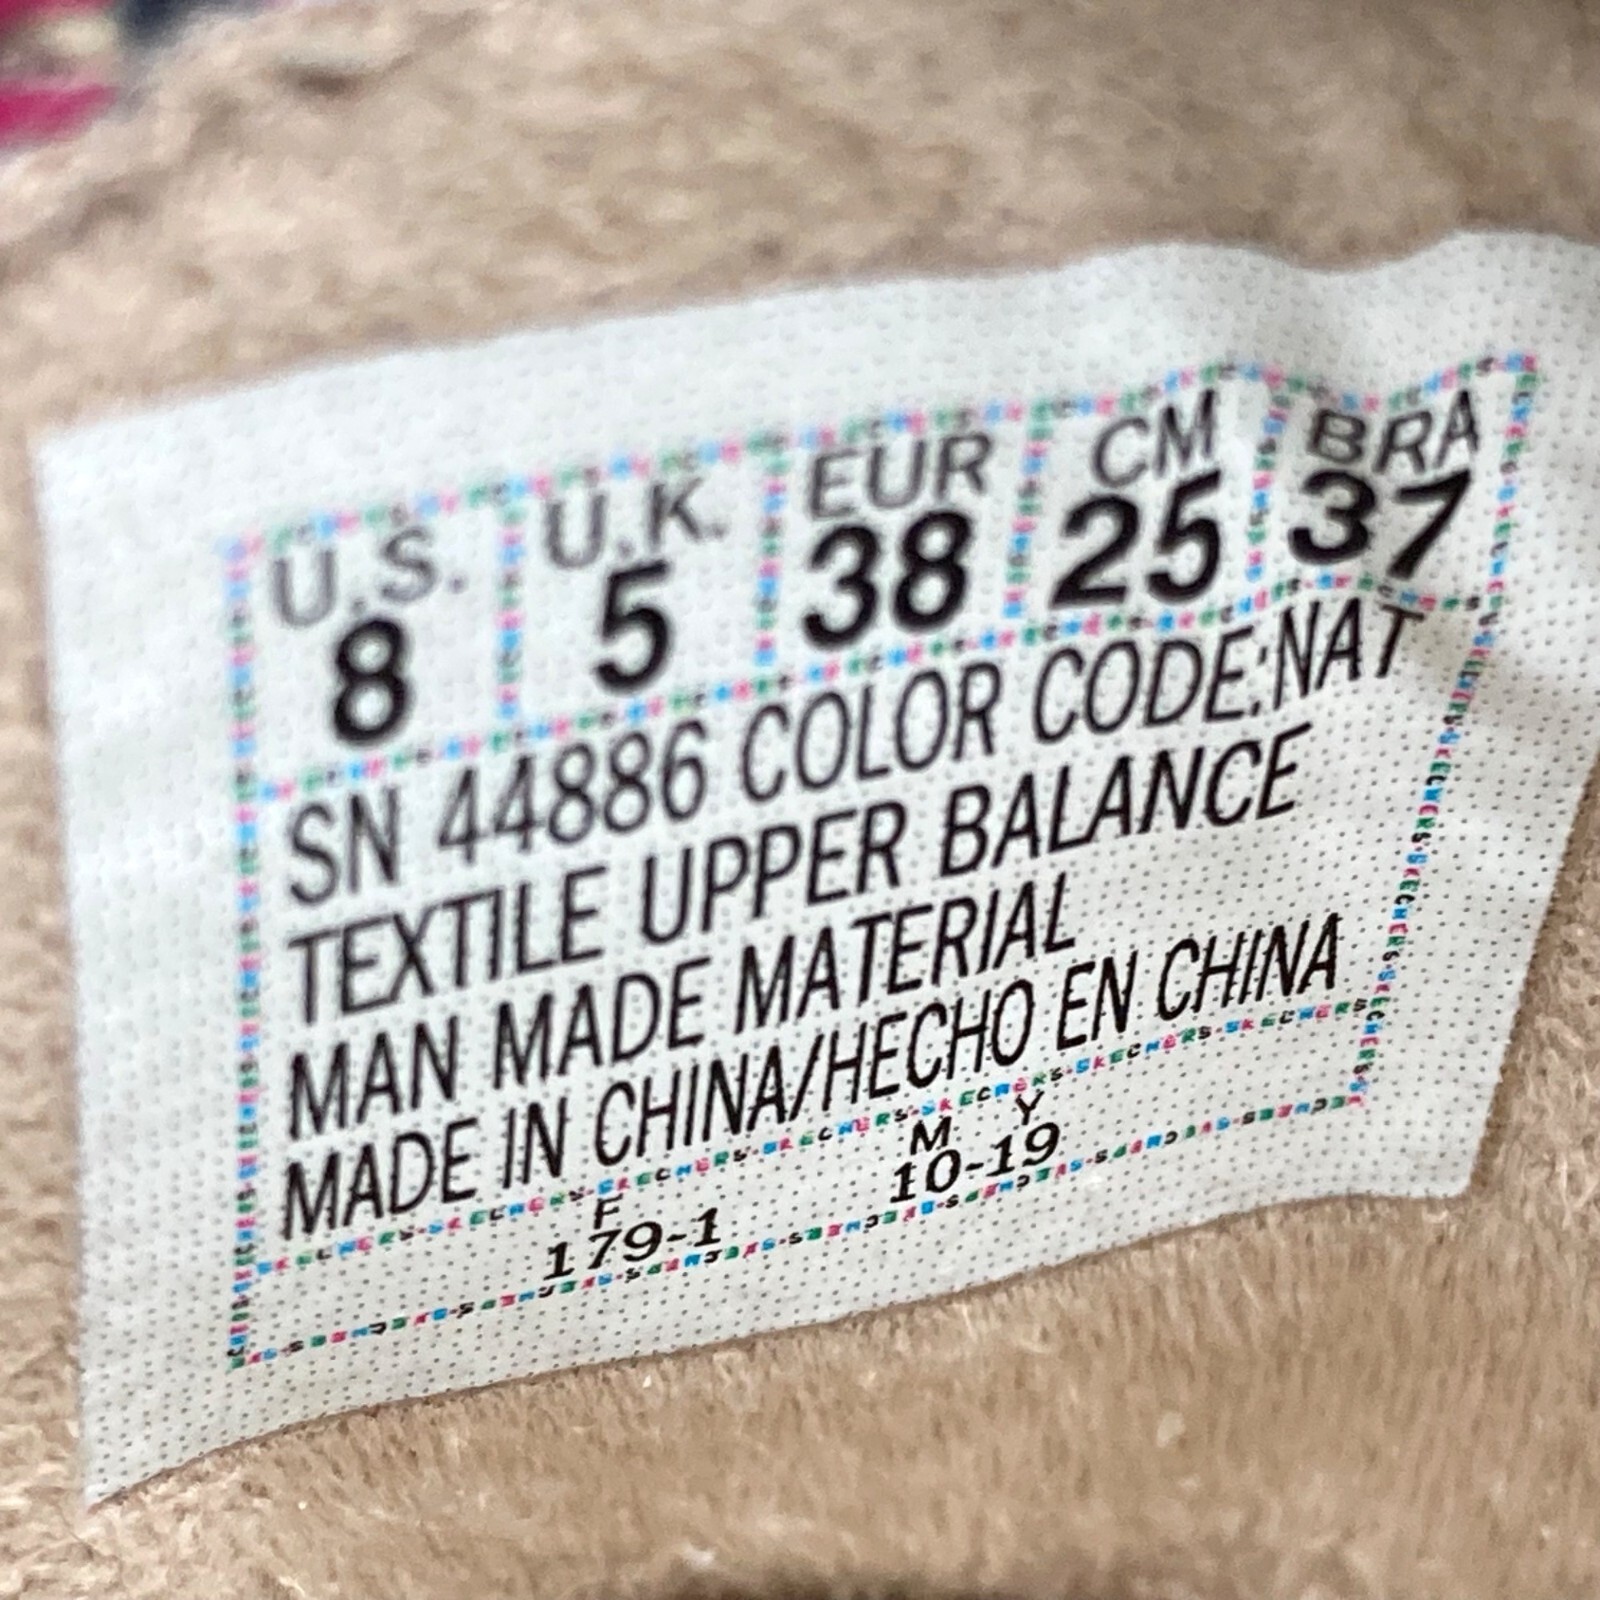 U.S. U.K. EUR CM BRA
8 5 38 25 37
SN 44886 COLOR CODE:NAT
TEXTILE UPPER BALANCE
MAN MADE MATERIAL
MADE IN CHINA/HECHO EN CHINA
F M Y
179-1 10-19